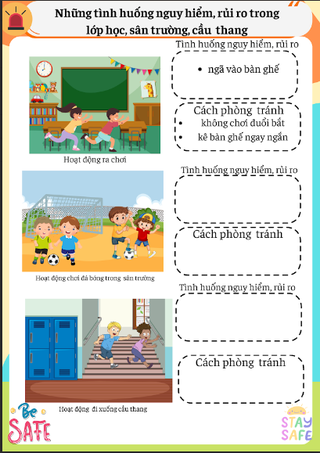 Những tình huống nguy hiểm, rủi ro trong
lớp học, sân trường, cầu thang
Tình huống nguy hiểm, rủi ro
• ngã vào bàn ghế
Cách phòng tránh
• không chơi đuổi bắt
• kê bàn ghế ngay ngắn
Hoạt động ra chơi
Tình huống nguy hiểm, rủi ro
Cách phòng tránh
Hoạt động chơi đá bóng trong sân trường
Tình huống nguy hiểm, rủi ro
Cách phòng tránh
Hoạt động đi xuống cầu thang
Be
SAFE
STAY
SAFE